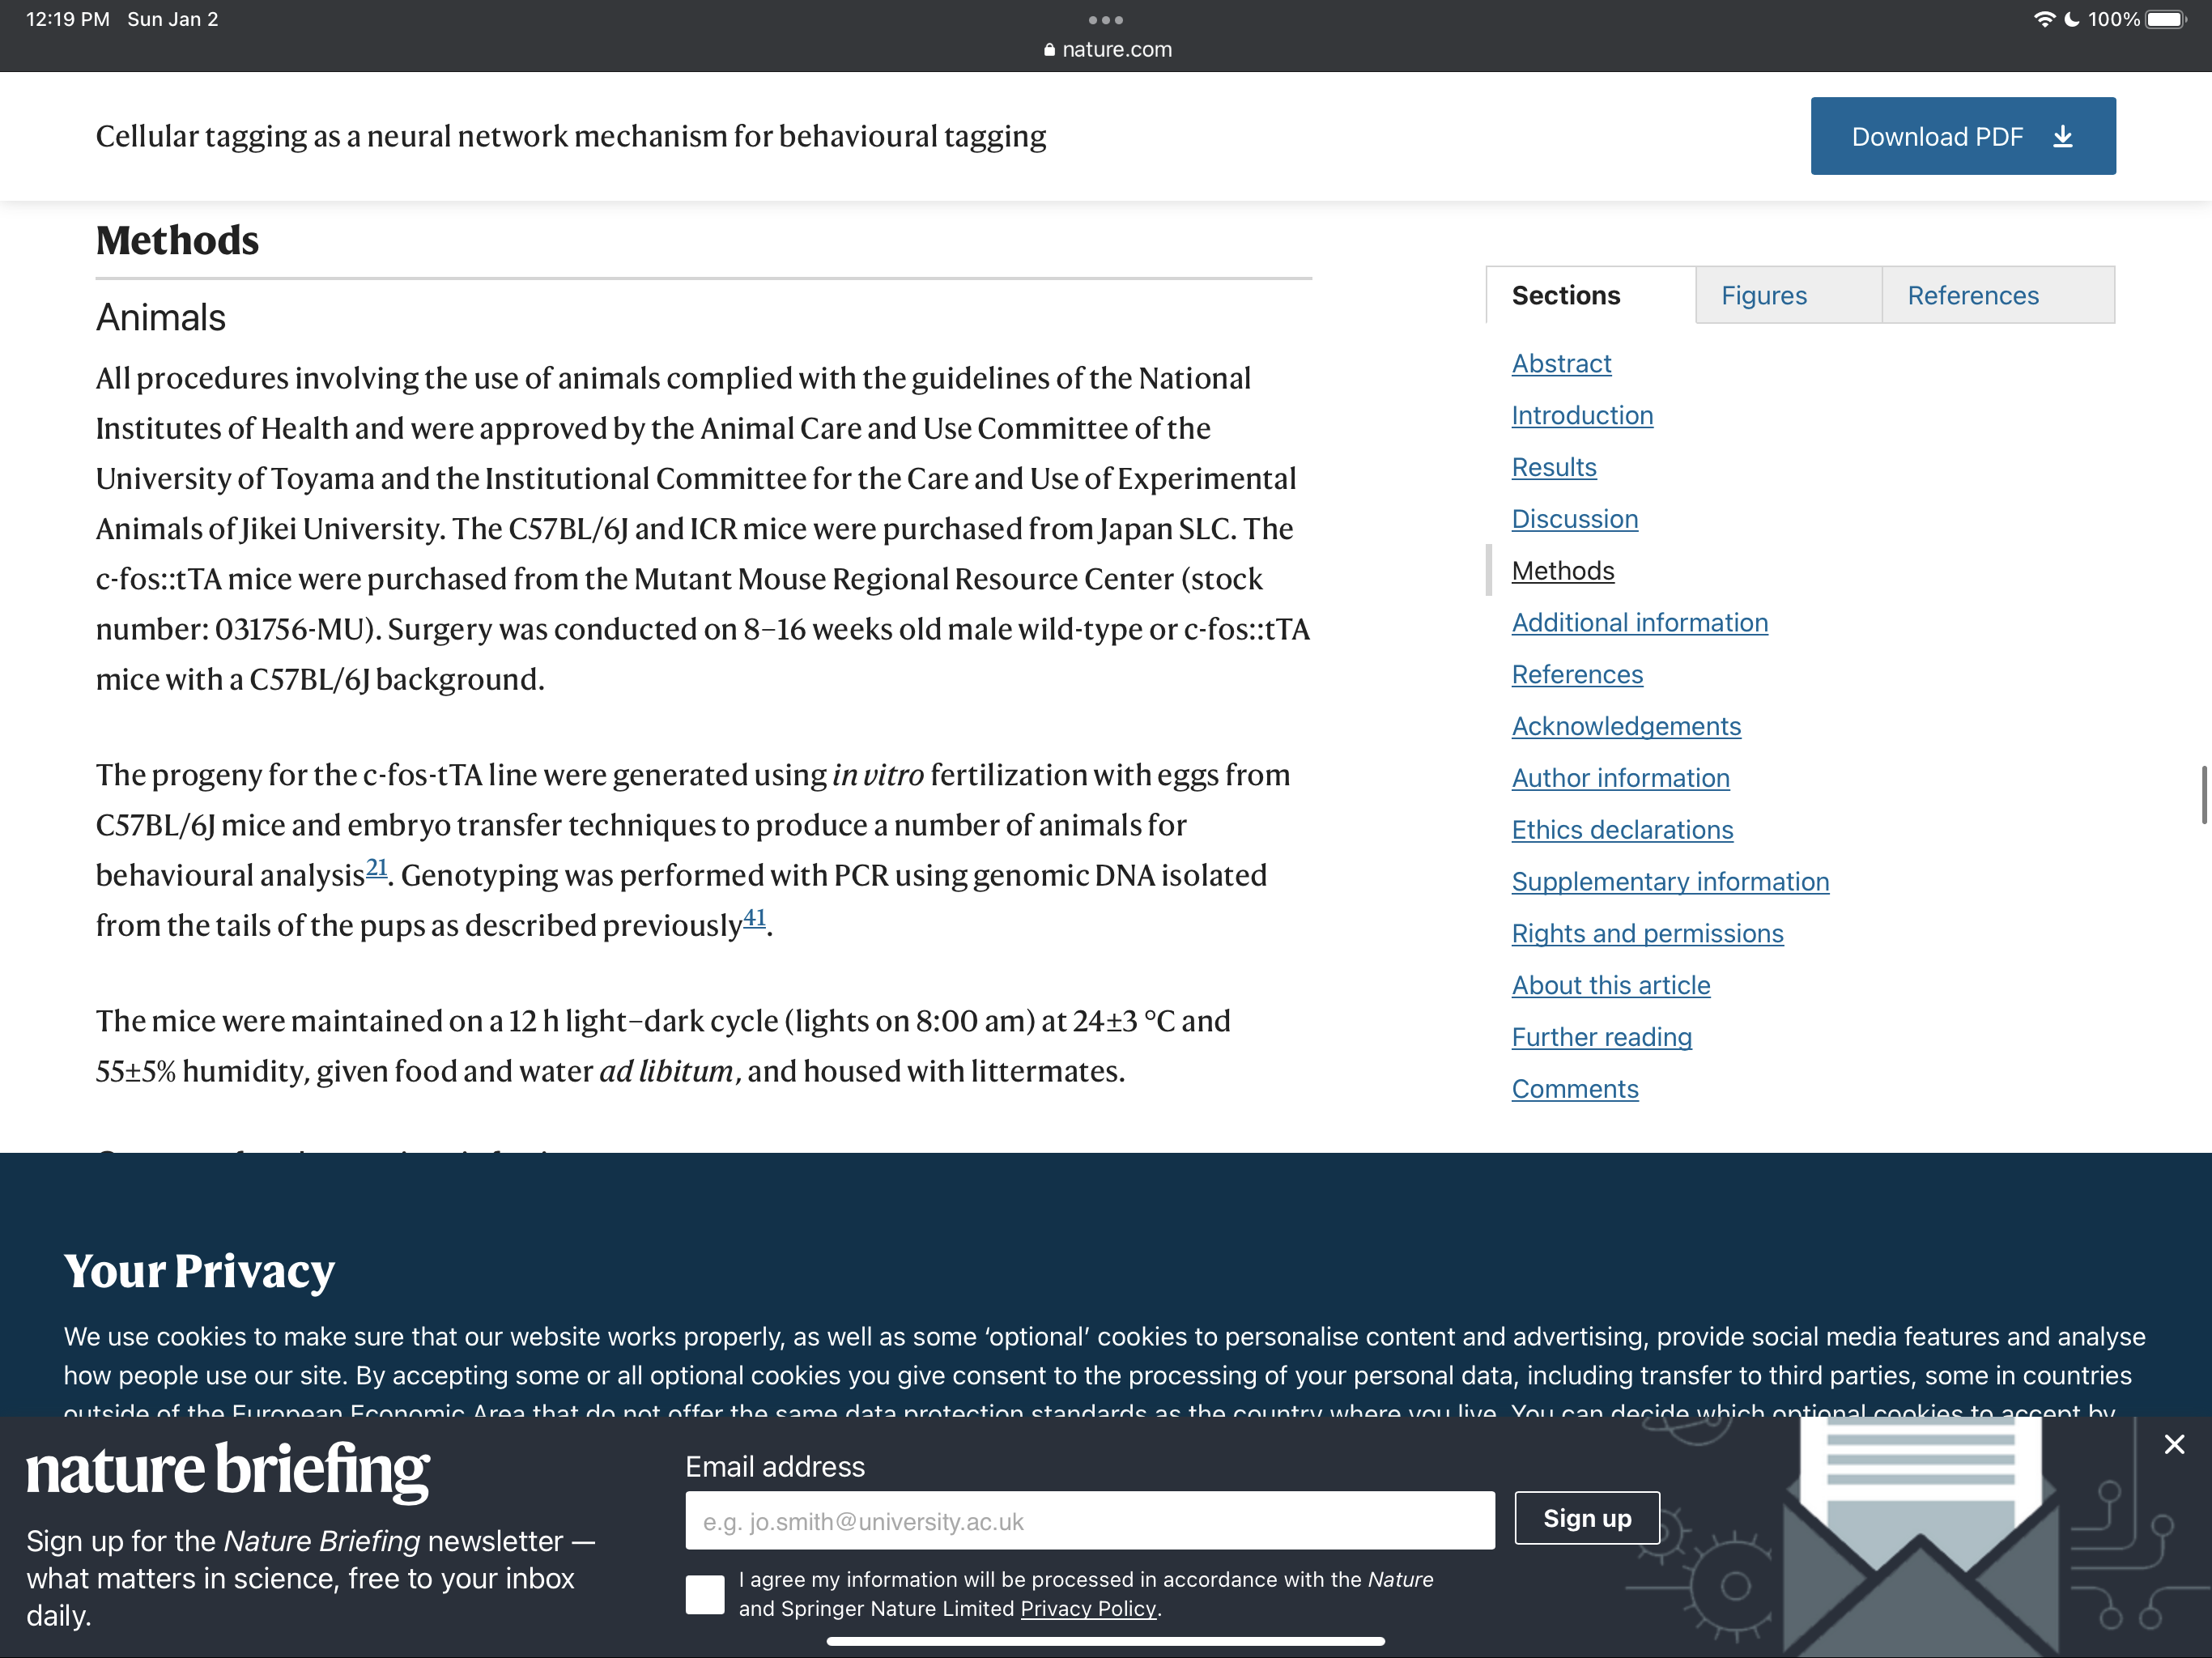 12:19 PM Sun Jan 2
100%
nature.com
Cellular tagging as a neural network mechanism for behavioural tagging
Download PDF
Methods
Animals
All procedures involving the use of animals complied with the guidelines of the National
Institutes of Health and were approved by the Animal Care and Use Committee of the
University of Toyama and the Institutional Committee for the Care and Use of Experimental
Animals of Jikei University. The C57BL/6J and ICR mice were purchased from Japan SLC. The
c-fos::tTA mice were purchased from the Mutant Mouse Regional Resource Center (stock
number: 031756-MU). Surgery was conducted on 8–16 weeks old male wild-type or c-fos::tTA
mice with a C57BL/6J background.
The progeny for the c-fos-tTA line were generated using in vitro fertilization with eggs from
C57BL/6J mice and embryo transfer techniques to produce a number of animals for
behavioural analysis21. Genotyping was performed with PCR using genomic DNA isolated
from the tails of the pups as described previously41.
The mice were maintained on a 12 h light–dark cycle (lights on 8:00 am) at 24±3 °C and
55±5% humidity, given food and water ad libitum, and housed with littermates.
Sections
Figures
References
Abstract
Introduction
Results
Discussion
Methods
Additional information
References
Acknowledgements
Author information
Ethics declarations
Supplementary information
Rights and permissions
About this article
Further reading
Comments
Your Privacy
We use cookies to make sure that our website works properly, as well as some ‘optional’ cookies to personalise content and advertising, provide social media features and analyse
how people use our site. By accepting some or all optional cookies you give consent to the processing of your personal data, including transfer to third parties, some in countries
outside of the European Economic Area that do not offer the same data protection standards as the country where you live. You can decide which optional cookies to accept by
nature briefing
Sign up for the Nature Briefing newsletter —
what matters in science, free to your inbox
daily.
Email address
e.g. jo.smith@university.ac.uk
Sign up
I agree my information will be processed in accordance with the Nature
and Springer Nature Limited Privacy Policy.